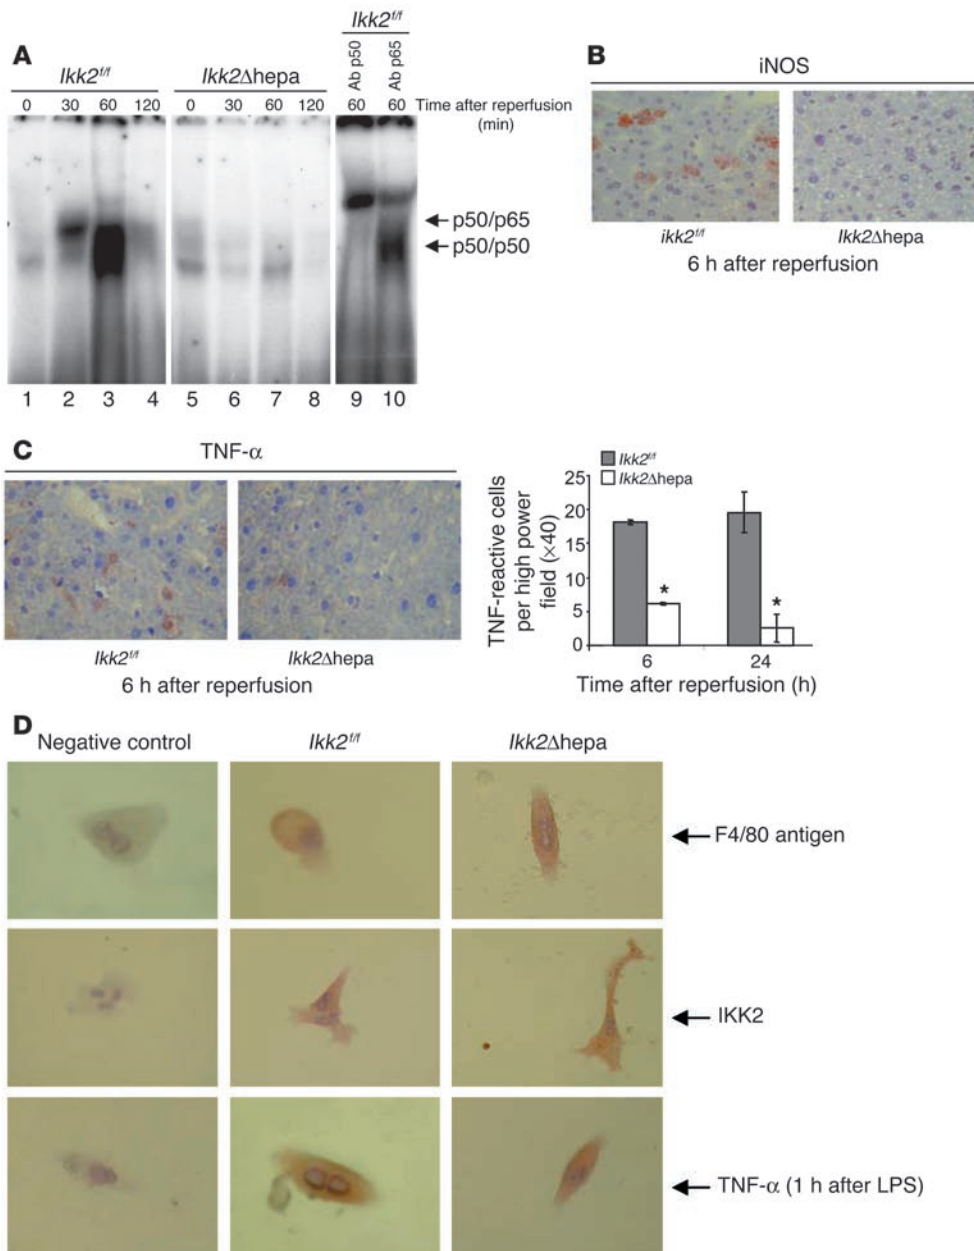 A
Ikk2f/f
Ikk2Δhepa
Ikk2f/f
Ab p50
Ab p65
0 30 60 120 0 30 60 120 60 60
Time after reperfusion
(min)
p50/p65
p50/p50
1 2 3 4 5 6 7 8 9 10
B
iNOS
ikk2f/f
Ikk2Δhepa
6 h after reperfusion
C
TNF-α
Ikk2f/f
Ikk2Δhepa
6 h after reperfusion
Ikk2f/f
Ikk2Δhepa
TNF-reactive cells
per high power
field (×40)
25
20
15
10
5
0
*
*
6 24
Time after reperfusion (h)
D
Negative control Ikk2f/f Ikk2Δhepa
F4/80 antigen
IKK2
TNF-α (1 h after LPS)